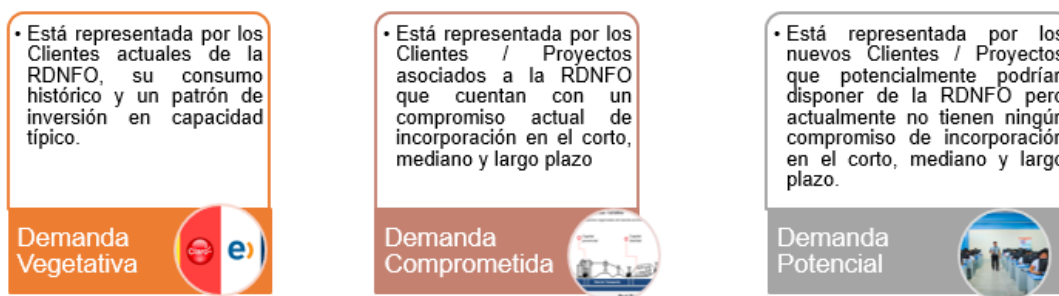 • Está representada por los
Clientes actuales de la
RDNFO, su consumo
histórico y un patrón de
inversión en capacidad
típico.
Demanda
Vegetativa
Claro
e)
• Está representada por los
Clientes / Proyectos
asociados a la RDNFO
que cuentan con un
compromiso actual de
incorporación en el corto,
mediano y largo plazo
Demanda
Comprometida
• Está representada por los
nuevos Clientes / Proyectos
que potencialmente podrían
disponer de la RDNFO pero
actualmente no tienen ningún
compromiso de incorporación
en el corto, mediano y largo
plazo.
Demanda
Potencial